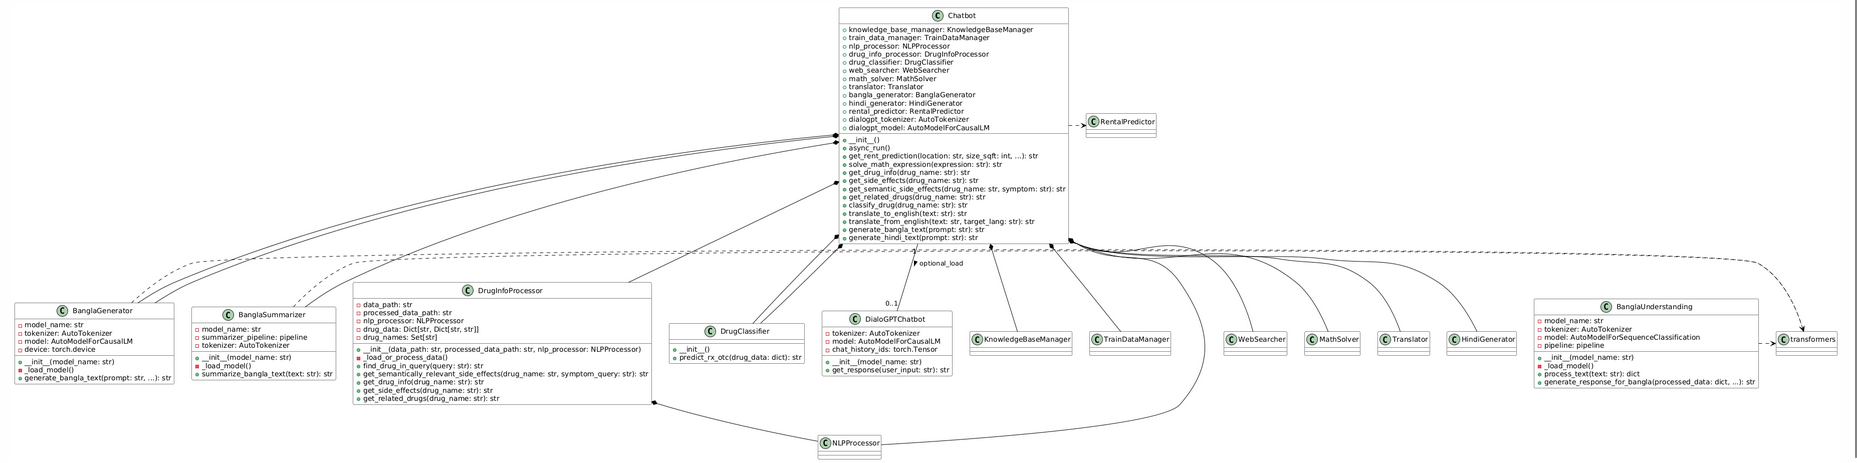 C Chatbot
knowledge_base_manager: KnowledgeBaseManager
train_data_manager: TrainDataManager
nlp_processor: NLPProcessor
drug_info_processor: DrugInfoProcessor
drug_classifier: DrugClassifier
web_searcher: WebSearcher
math_solver: MathSolver
translator: Translator
bangla_generator: BanglaGenerator
hindi_generator: HindiGenerator
rental_predictor: RentalPredictor
dialogpt_tokenizer: AutoTokenizer
dialogpt_model: AutoModelForCausalLM
__init__()
async_run()
get_rent_prediction(location: str, size_sqft: int, ...): str
solve_math_expression(expression: str): str
get_drug_info(drug_name: str): str
get_side_effects(drug_name: str): str
get_semantic_side_effects(drug_name: str, symptom: str): str
get_related_drugs(drug_name: str): str
classify_drug(drug_name: str): str
translate_to_english(text: str): str
translate_from_english(text: str, target_lang: str): str
generate_bangla_text(prompt: str): str
generate_hindi_text(prompt: str): str
C RentalPredictor
optional_load
0..1
C BanglaGenerator
model_name: str
tokenizer: AutoTokenizer
model: AutoModelForCausalLM
device: torch.device
__init__(model_name: str)
_load_model()
generate_bangla_text(prompt: str, ...): str
C BanglaSummarizer
model_name: str
summarizer_pipeline: pipeline
tokenizer: AutoTokenizer
__init__(model_name: str)
_load_model()
summarize_bangla_text(text: str): str
C DrugInfoProcessor
data_path: str
processed_data_path: str
nlp_processor: NLPProcessor
drug_data: Dict[str, Dict[str, str]]
drug_names: Set[str]
__init__(data_path: str, processed_data_path: str, nlp_processor: NLPProcessor)
_load_or_process_data()
find_drug_in_query(query: str): str
get_semantically_relevant_side_effects(drug_name: str, symptom_query: str): str
get_drug_info(drug_name: str): str
get_side_effects(drug_name: str): str
get_related_drugs(drug_name: str): str
C DrugClassifier
__init__()
predict_rx_otc(drug_data: dict): str
C DialoGPTChatbot
tokenizer: AutoTokenizer
model: AutoModelForCausalLM
chat_history_ids: torch.Tensor
__init__(model_name: str)
get_response(user_input: str): str
C KnowledgeBaseManager
C TrainDataManager
C WebSearcher
C MathSolver
C Translator
C HindiGenerator
C BanglaUnderstanding
model_name: str
tokenizer: AutoTokenizer
model: AutoModelForSequenceClassification
pipeline: pipeline
__init__(model_name: str)
_load_model()
process_text(text: str): dict
generate_response_for_bangla(processed_data: dict, ...): str
C transformers
C NLPProcessor